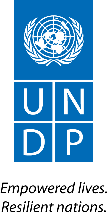 U N
D P
Empowered lives.
Resilient nations.